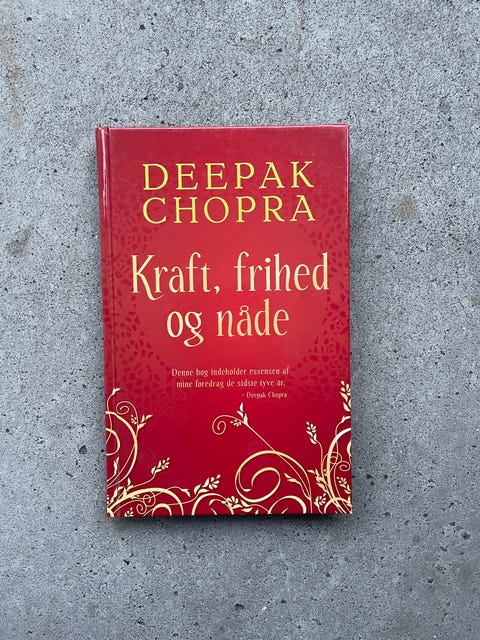 DEEPAK
CHOPRA
Kraft, frihed
og nåde
Denne bog indeholder essensen af
mine foredrag de sidste tyve år.
- Deepak Chopra